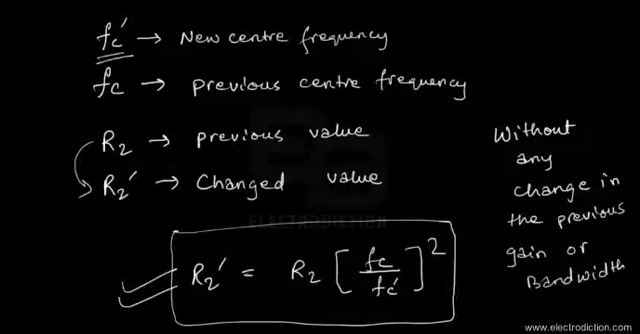 fc' → New centre frequency
fc → previous centre frequency
R2 → previous value
R2' → Changed value
Without
any
change in
the previous
gain or
Bandwidth
ELECTRODICTION
R2' = R2 [ fc / fc' ]^2
www.electrodiction.com